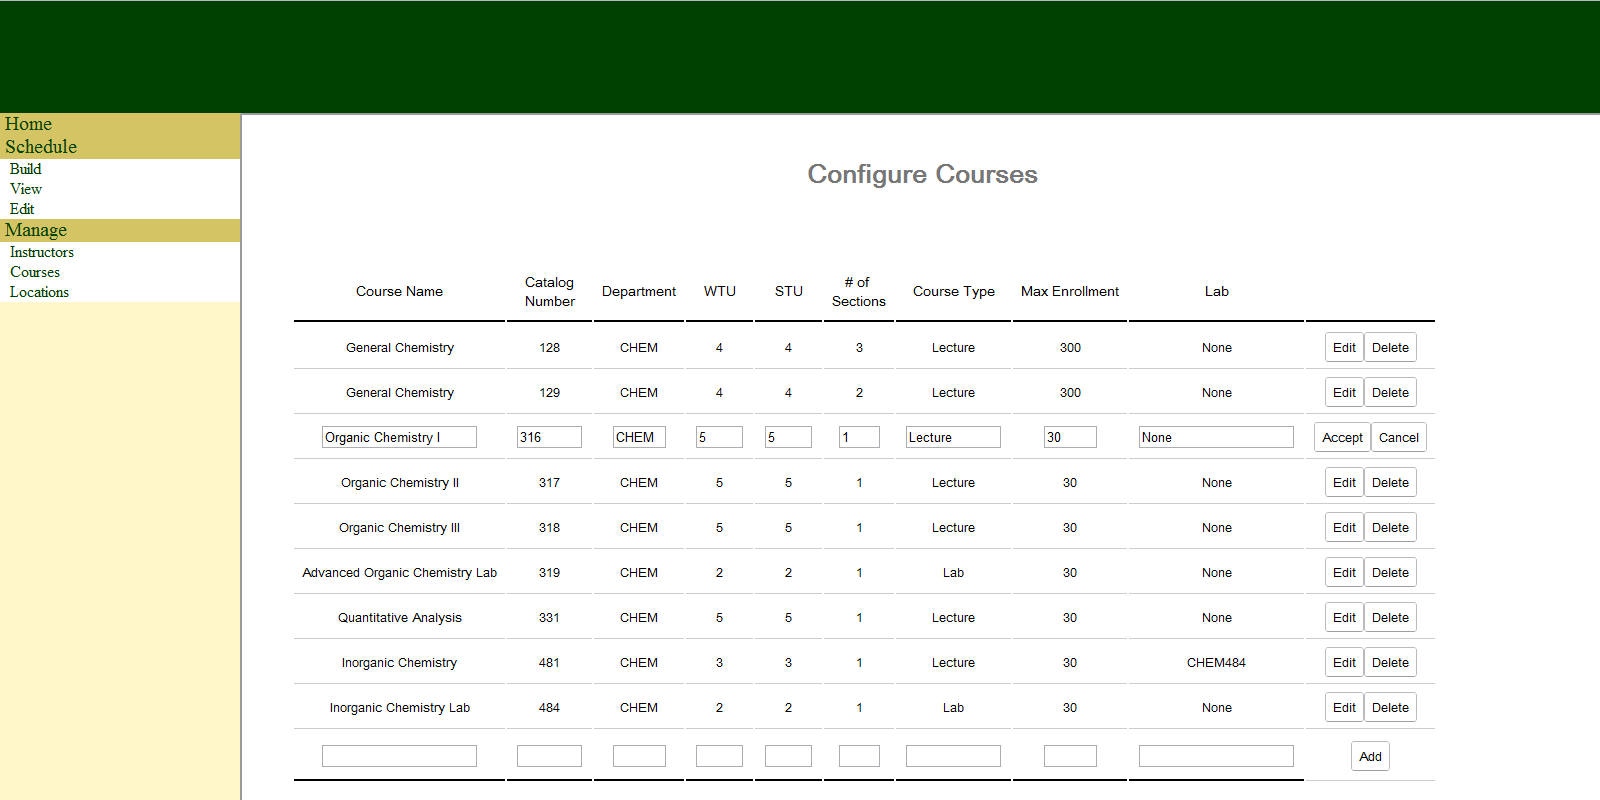 Home
Schedule
Build
View
Edit
Manage
Instructors
Courses
Locations
Configure Courses
Course Name Catalog Number Department WTU STU # of Sections Course Type Max Enrollment Lab
General Chemistry 128 CHEM 4 4 3 Lecture 300 None Edit Delete
General Chemistry 129 CHEM 4 4 2 Lecture 300 None Edit Delete
Organic Chemistry I 316 CHEM 5 5 1 Lecture 30 None Accept Cancel
Organic Chemistry II 317 CHEM 5 5 1 Lecture 30 None Edit Delete
Organic Chemistry III 318 CHEM 5 5 1 Lecture 30 None Edit Delete
Advanced Organic Chemistry Lab 319 CHEM 2 2 1 Lab 30 None Edit Delete
Quantitative Analysis 331 CHEM 5 5 1 Lecture 30 None Edit Delete
Inorganic Chemistry 481 CHEM 3 3 1 Lecture 30 CHEM484 Edit Delete
Inorganic Chemistry Lab 484 CHEM 2 2 1 Lab 30 None Edit Delete
Add